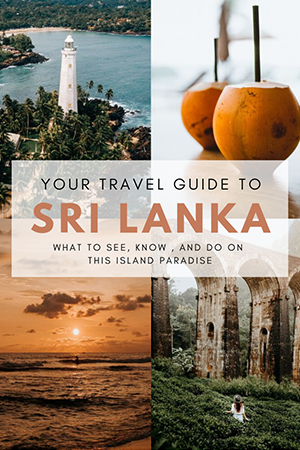 YOUR TRAVEL GUIDE TO
SRI LANKA
WHAT TO SEE, KNOW , AND DO ON
THIS ISLAND PARADISE